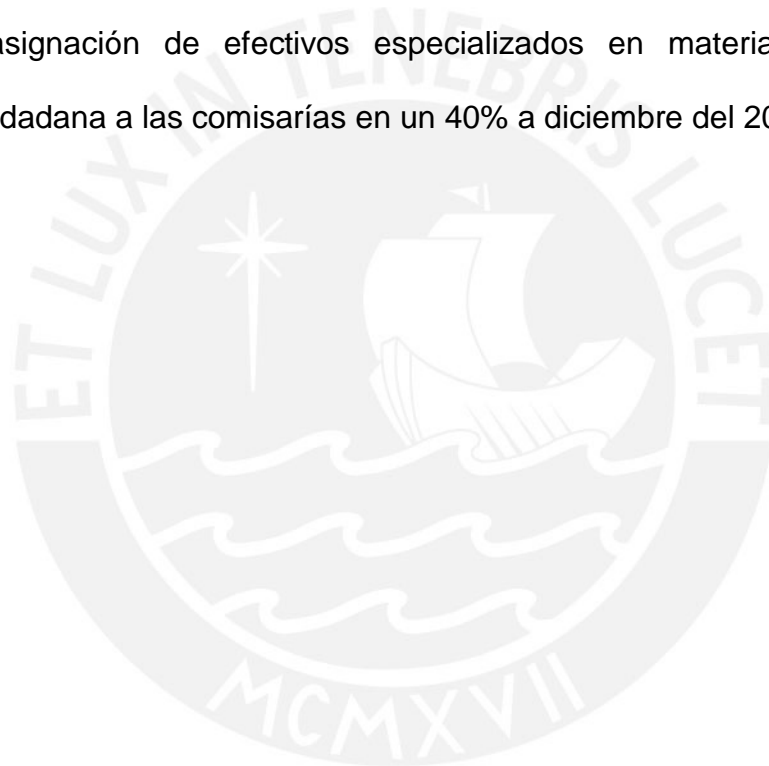 asignación de efectivos especializados en materia
dadana a las comisarías en un 40% a diciembre del 20
ET LUX IN TENEBRIS LUCET
MCMXVII